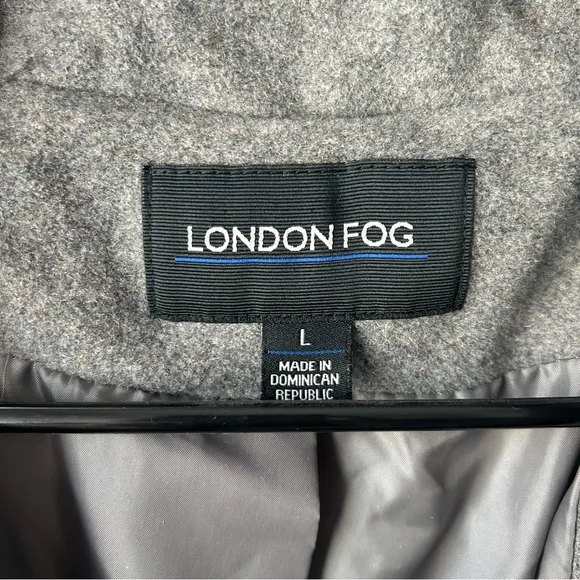 LONDON FOG
L
MADE IN
DOMINICAN
REPUBLIC